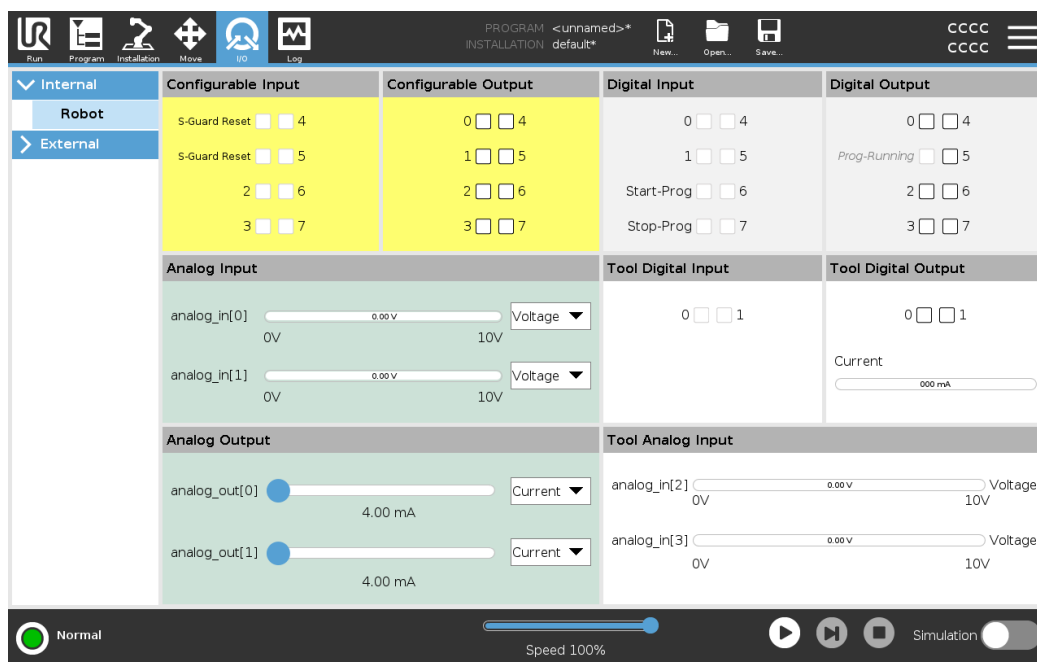 UR
PROGRAM <unnamed>*
INSTALLATION default*
CCCC
CCCC
Run Program Installation Move I/O Log New... Open... Save...
Internal
Robot
External
Configurable Input
S-Guard Reset 4
S-Guard Reset 5
2 6
3 7
Configurable Output
0 4
1 5
2 6
3 7
Digital Input
0 4
1 5
Start-Prog 6
Stop-Prog 7
Digital Output
0 4
Prog-Running 5
2 6
3 7
Analog Input
analog_in[0] 0.00 V Voltage
0V 10V
analog_in[1] 0.00 V Voltage
0V 10V
Tool Digital Input
0 1
Tool Digital Output
0 1
Current
000 mA
Analog Output
analog_out[0] Current
4.00 mA
analog_out[1] Current
4.00 mA
Tool Analog Input
analog_in[2] 0.00 V Voltage
0V 10V
analog_in[3] 0.00 V Voltage
0V 10V
Normal
Speed 100%
Simulation